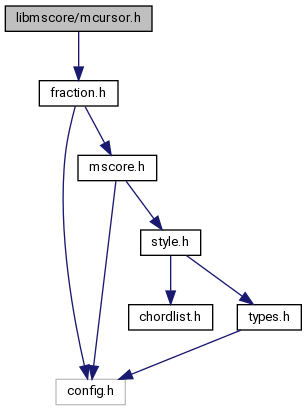 libmscore/mcursor.h
fraction.h
mscore.h
style.h
chordlist.h
types.h
config.h